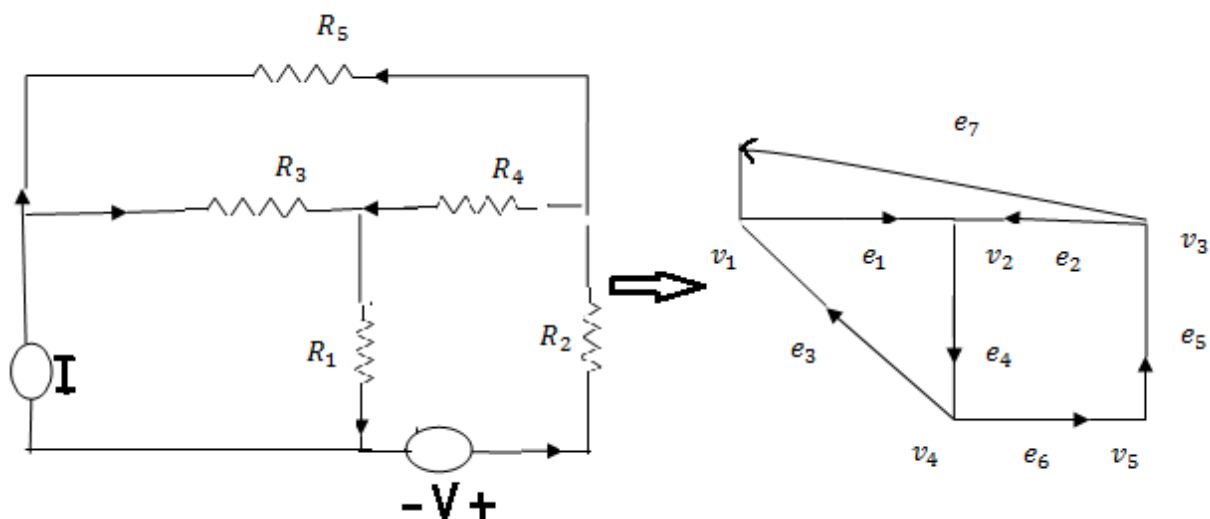 R₅
R₃
R₄
I
R₁
R₂
- V +
e₇
v₁
e₁
v₂
e₂
v₃
e₃
e₄
e₅
v₄
e₆
v₅